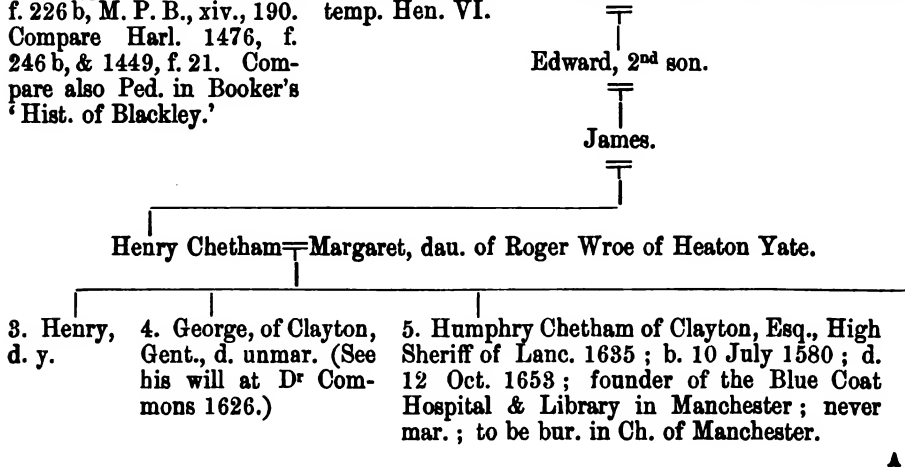 f. 226 b, M. P. B., xiv., 190.
Compare Harl. 1476, f.
246 b, & 1449, f. 21. Com-
pare also Ped. in Booker's
‘Hist. of Blackley.’
temp. Hen. VI.
Edward, 2nd son.
James.
Henry Chetham=Margaret, dau. of Roger Wroe of Heaton Yate.
3. Henry,
d. y.
4. George, of Clayton,
Gent., d. unmar. (See
his will at Dr Com-
mons 1626.)
5. Humphry Chetham of Clayton, Esq., High
Sheriff of Lanc. 1635 ; b. 10 July 1580 ; d.
12 Oct. 1653 ; founder of the Blue Coat
Hospital & Library in Manchester ; never
mar. ; to be bur. in Ch. of Manchester.
A